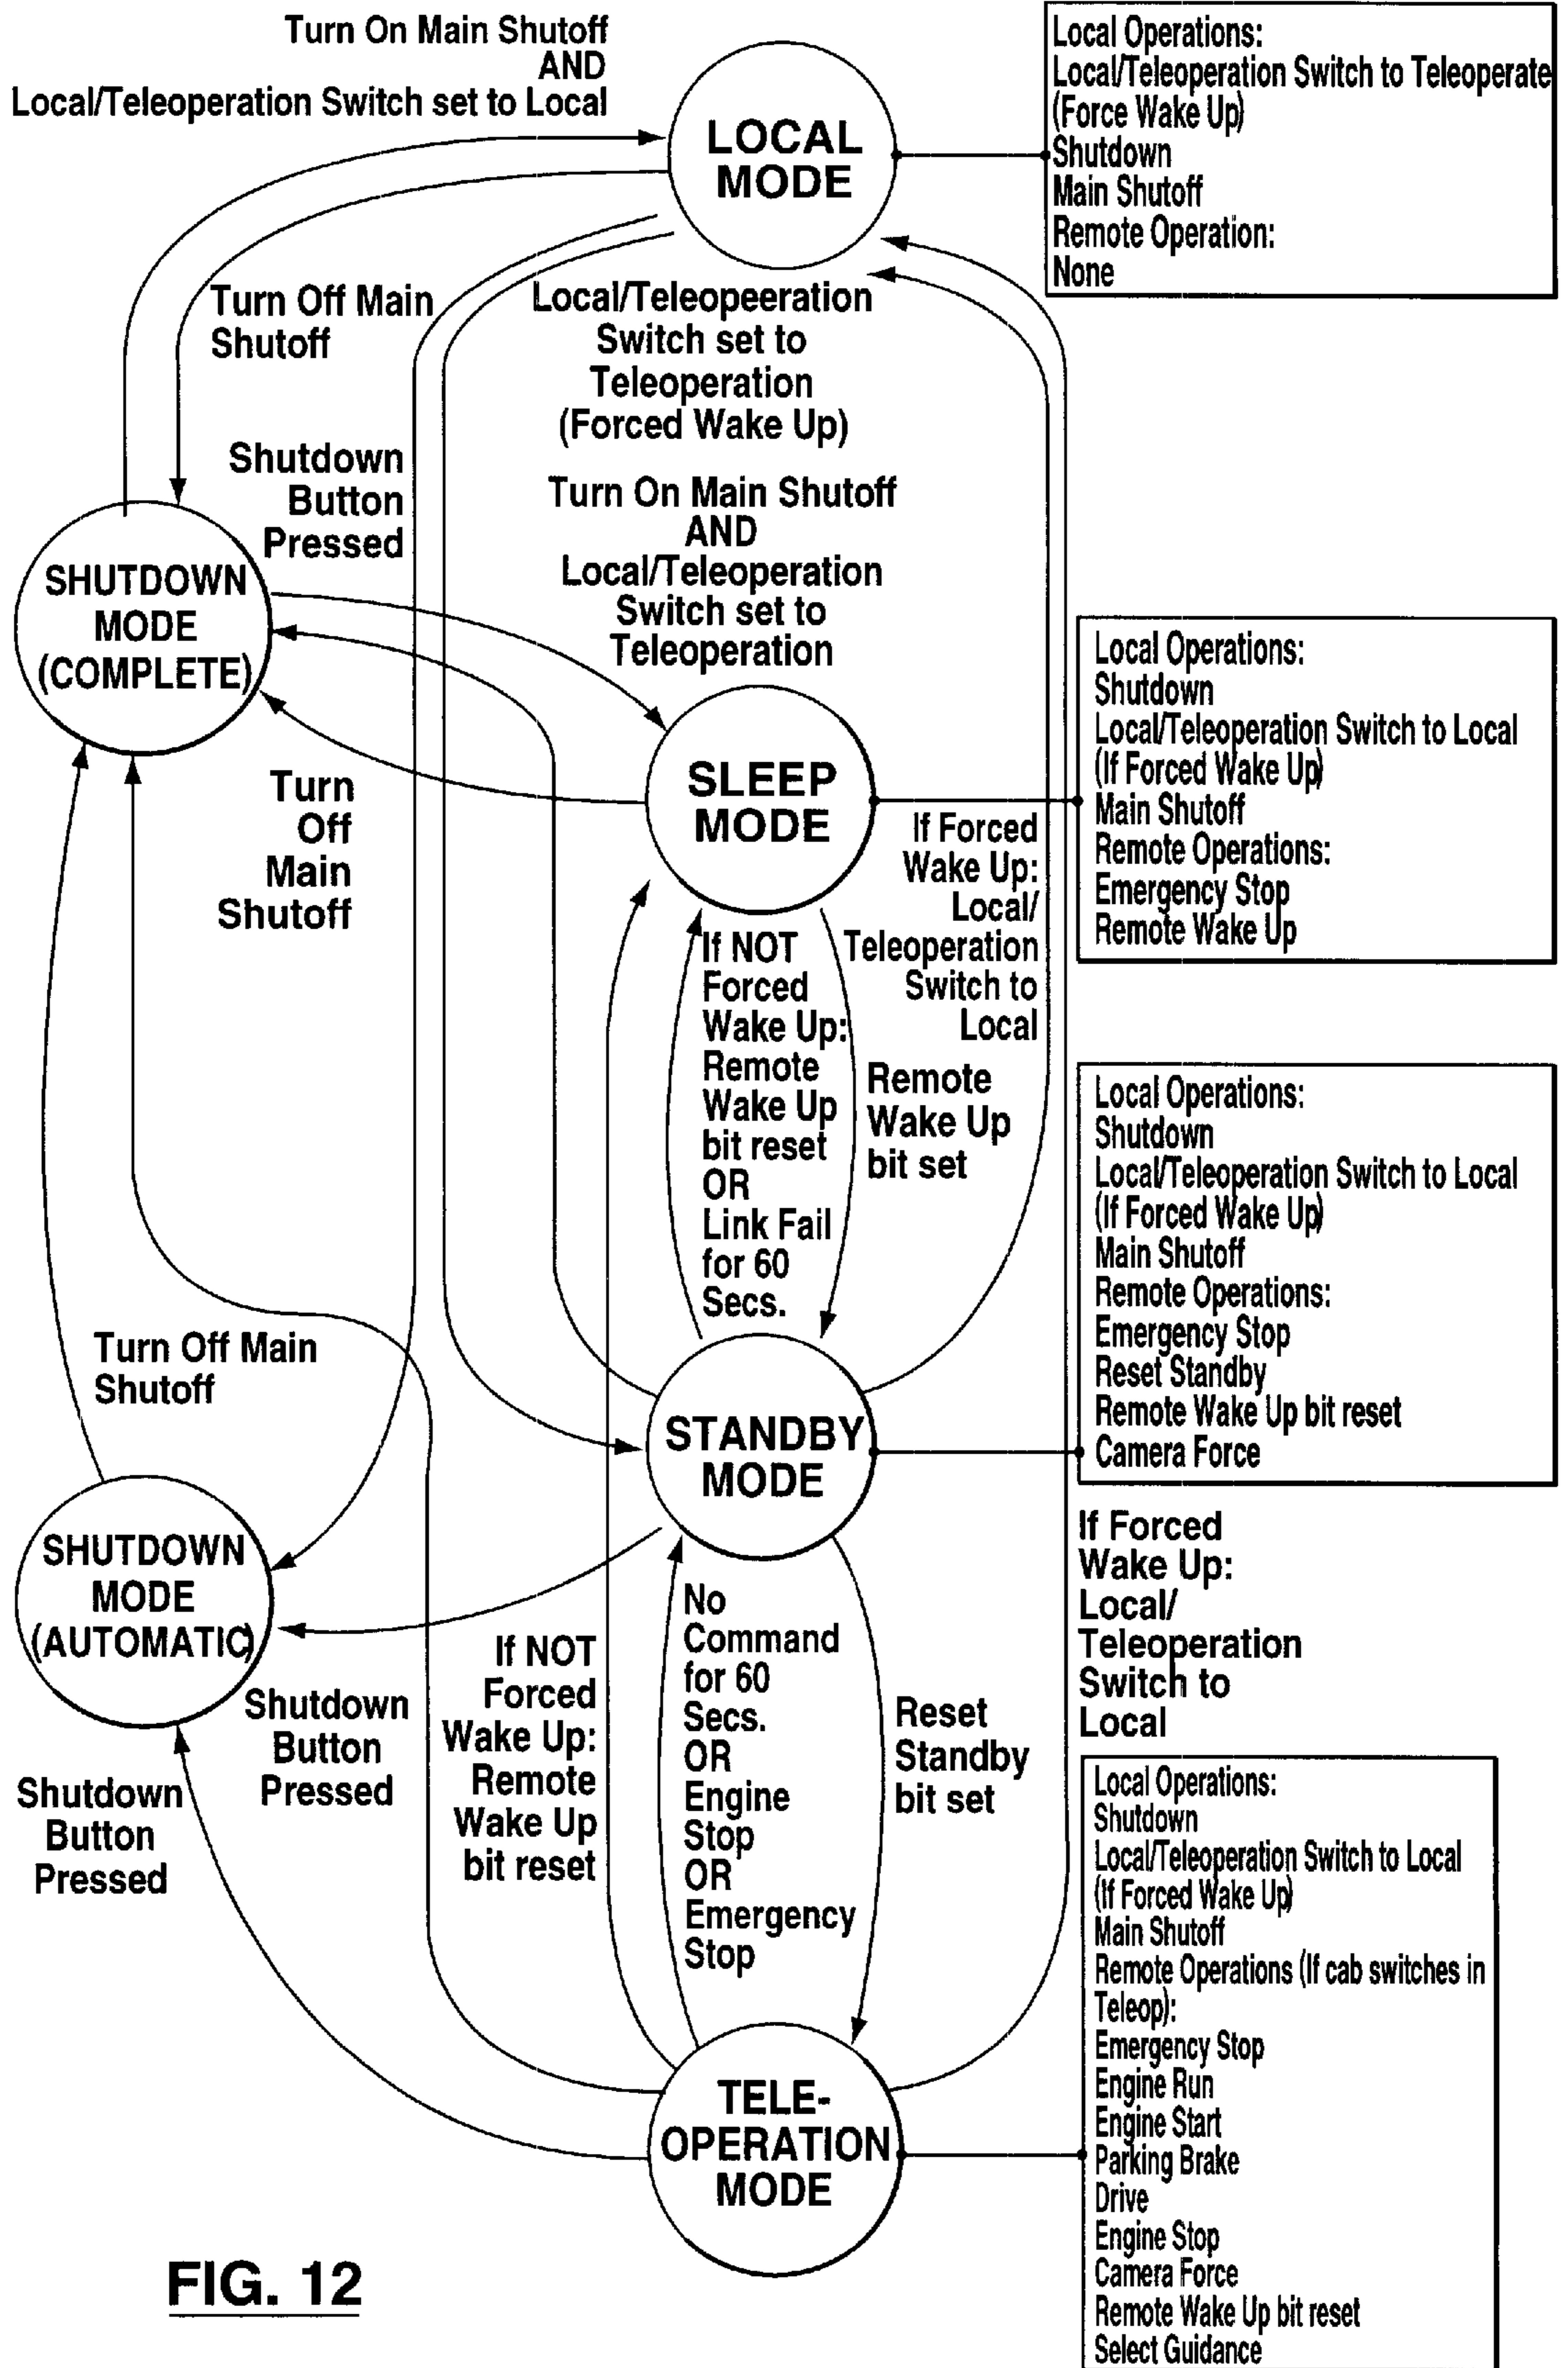 Turn On Main Shutoff
AND
Local/Teleoperation Switch set to Local
LOCAL
MODE
Local Operations:
Local/Teleoperation Switch to Teleoperate
(Force Wake Up)
Shutdown
Main Shutoff
Remote Operation:
None
Turn Off Main
Shutoff
Local/Teleopeeration
Switch set to
Teleoperation
(Forced Wake Up)
Shutdown
Button
Pressed
Turn On Main Shutoff
AND
Local/Teleoperation
Switch set to
Teleoperation
SHUTDOWN
MODE
(COMPLETE)
SLEEP
MODE
Local Operations:
Shutdown
Local/Teleoperation Switch to Local
(If Forced Wake Up)
Main Shutoff
Remote Operations:
Emergency Stop
Remote Wake Up
Turn
Off
Main
Shutoff
If Forced
Wake Up:
Local/
Teleoperation
Switch to
Local
If NOT
Forced
Wake Up:
Remote
Wake Up
bit reset
OR
Link Fail
for 60
Secs.
Remote
Wake Up
bit set
Local Operations:
Shutdown
Local/Teleoperation Switch to Local
(If Forced Wake Up)
Main Shutoff
Remote Operations:
Emergency Stop
Reset Standby
Remote Wake Up bit reset
Camera Force
Turn Off Main
Shutoff
STANDBY
MODE
SHUTDOWN
MODE
(AUTOMATIC)
If Forced
Wake Up:
Local/
Teleoperation
Switch to
Local
Shutdown
Button
Pressed
Shutdown
Button
Pressed
If NOT
Forced
Wake Up:
Remote
Wake Up
bit reset
No
Command
for 60
Secs.
OR
Engine
Stop
OR
Emergency
Stop
Reset
Standby
bit set
Local Operations:
Shutdown
Local/Teleoperation Switch to Local
(If Forced Wake Up)
Main Shutoff
Remote Operations (If cab switches in
Teleop):
Emergency Stop
Engine Run
Engine Start
Parking Brake
Drive
Engine Stop
Camera Force
Remote Wake Up bit reset
Select Guidance
TELE-
OPERATION
MODE
FIG. 12